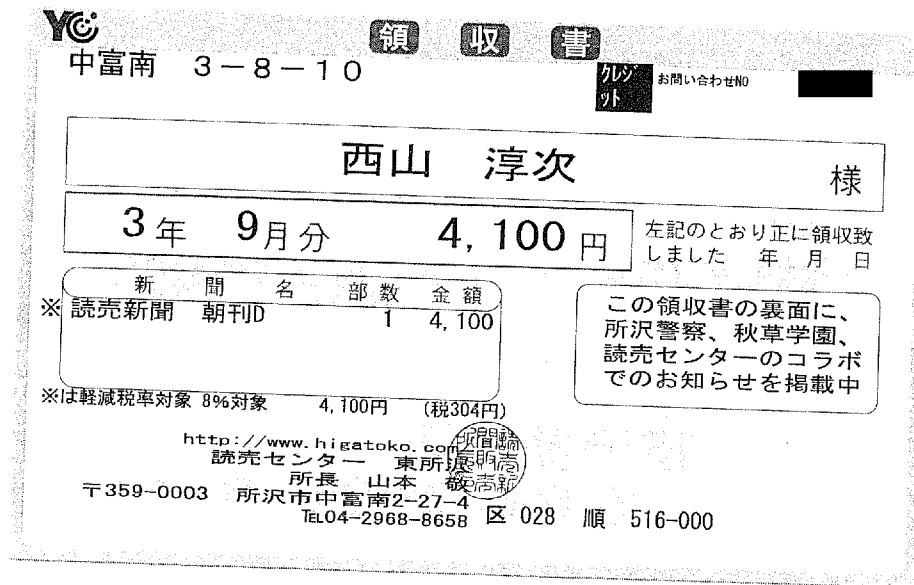 YC 領収書
中富南 3-8-10
クレジット お問い合わせNO
西山 淳次 様
3年 9月分 4,100円
左記のとおり正に領収致
しました 年 月 日
新聞名 部数 金額
※ 読売新聞 朝刊D 1 4,100
この領収書の裏面に、
所沢警察、秋草学園、
読売センターのコラボ
でのお知らせを掲載中
※は軽減税率対象 8%対象 4,100円 (税304円)
http://www.higatoko.com
読売センター 東所沢
所長 山本 敬
〒359-0003 所沢市中富南2-27-4
TEL04-2968-8658 区 028 順 516-000